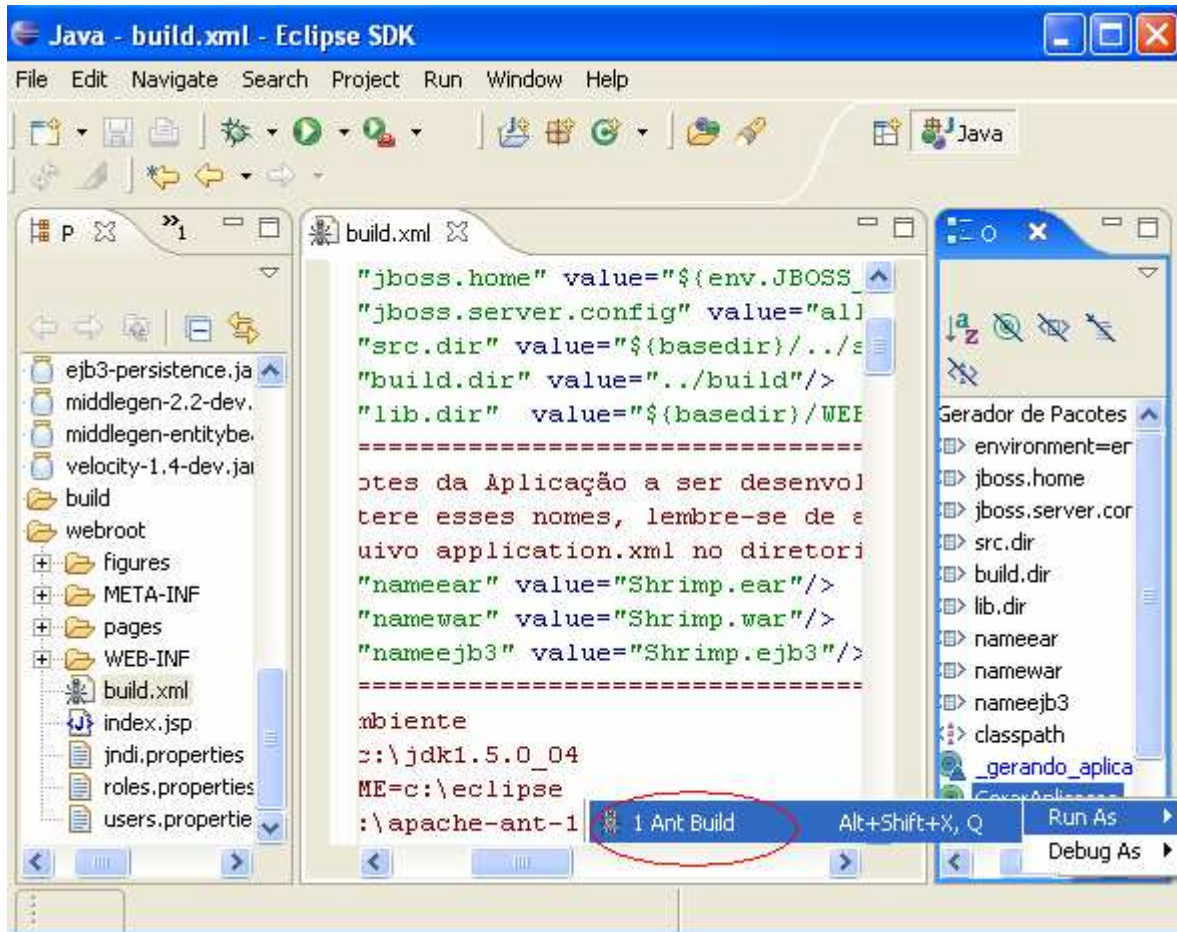 Java - build.xml - Eclipse SDK
File Edit Navigate Search Project Run Window Help
Java
P
»1
build.xml
O
ejb3-persistence.ja
middlegen-2.2-dev.
middlegen-entitybe
velocity-1.4-dev.jar
build
webroot
figures
META-INF
pages
WEB-INF
build.xml
index.jsp
jndi.properties
roles.properties
users.propertie
"jboss.home" value="${env.JBOSS_
"jboss.server.config" value="all
"src.dir" value="${basedir}/../s
"build.dir" value="../build"/>
"lib.dir" value="${basedir}/WEB
================================
otes da Aplicação a ser desenvol
tere esses nomes, lembre-se de a
uivo application.xml no diretori
"nameear" value="Shrimp.ear"/>
"namewar" value="Shrimp.war"/>
"nameejb3" value="Shrimp.ejb3"/>
================================
mbiente
c:\jdk1.5.0_04
ME=c:\eclipse
:\apache-ant-1
Gerador de Pacotes
environment=er
jboss.home
jboss.server.cor
src.dir
build.dir
lib.dir
nameear
namewar
nameejb3
classpath
_gerando_aplica
1 Ant Build Alt+Shift+X, Q
Run As
Debug As